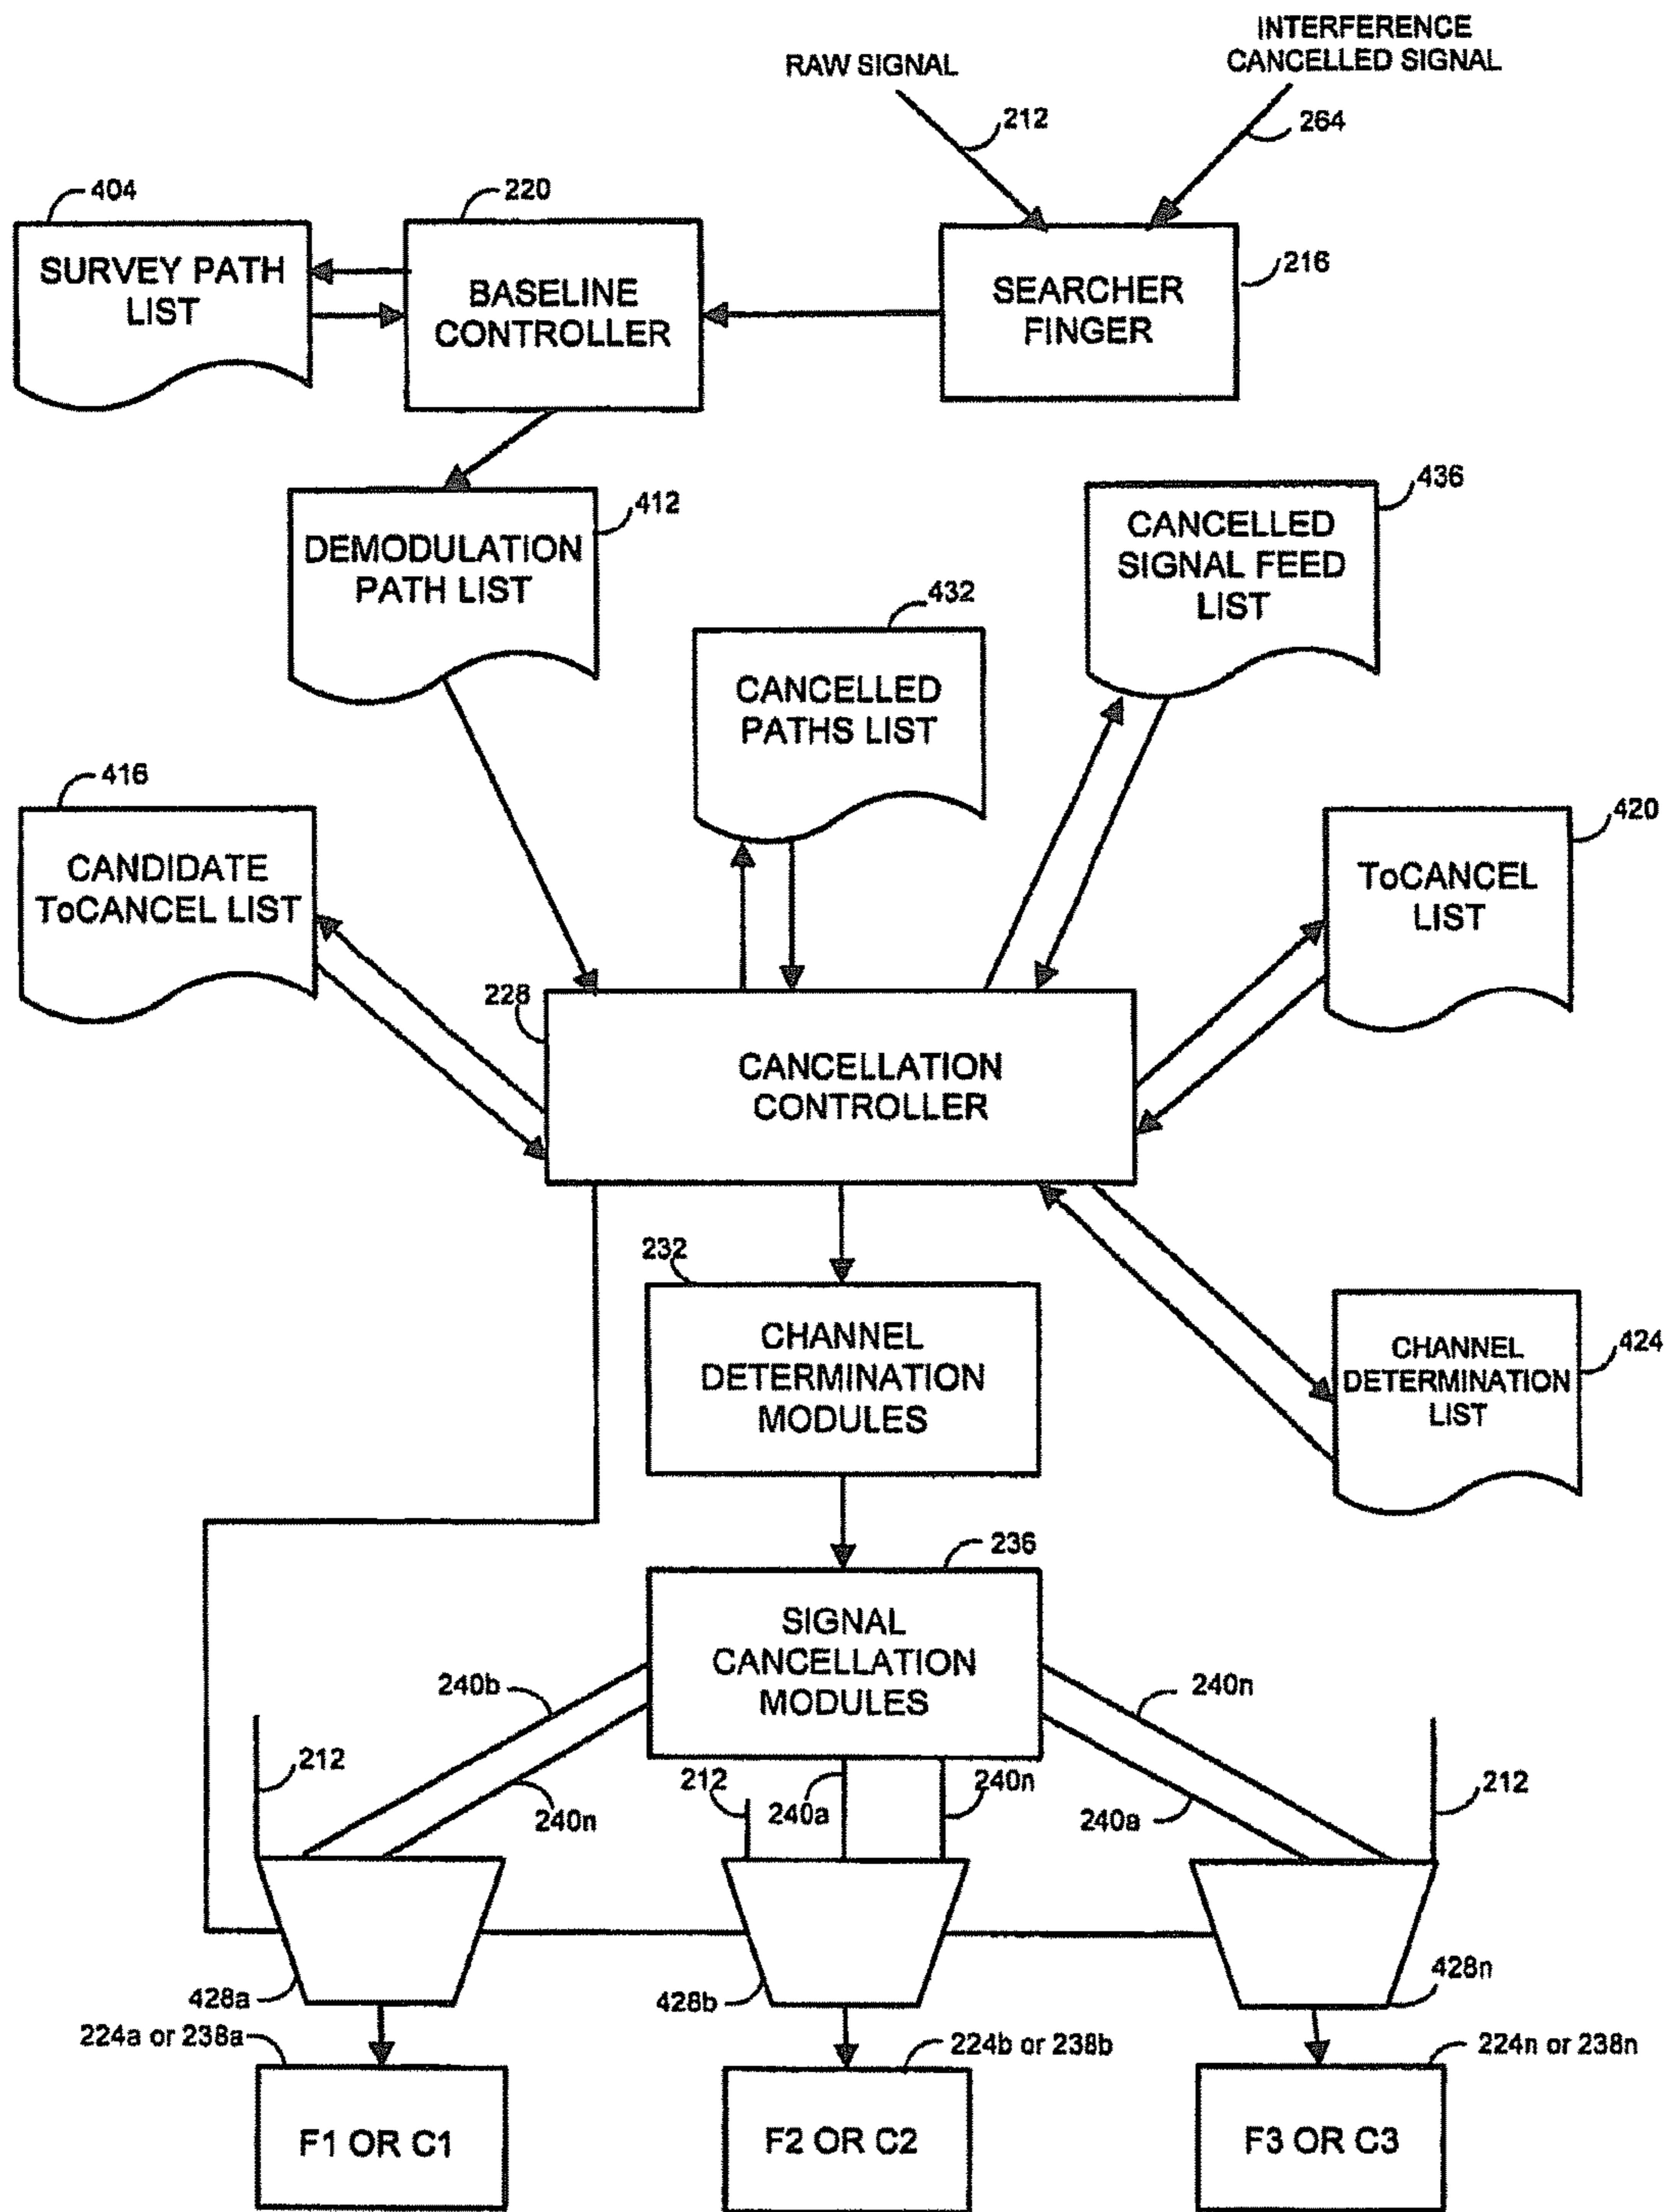 INTERFERENCE
CANCELLED SIGNAL
RAW SIGNAL
212
264
404
220
SURVEY PATH
LIST
BASELINE
CONTROLLER
SEARCHER
FINGER
216
412
DEMODULATION
PATH LIST
436
CANCELLED
SIGNAL FEED
LIST
432
CANCELLED
PATHS LIST
416
CANDIDATE
ToCANCEL LIST
420
ToCANCEL
LIST
228
CANCELLATION
CONTROLLER
232
CHANNEL
DETERMINATION
MODULES
CHANNEL
DETERMINATION
LIST
424
236
SIGNAL
CANCELLATION
MODULES
240b
240n
212
240n
212
240a
240n
240a
212
428a
428b
428n
224a or 238a
224b or 238b
224n or 238n
F1 OR C1
F2 OR C2
F3 OR C3